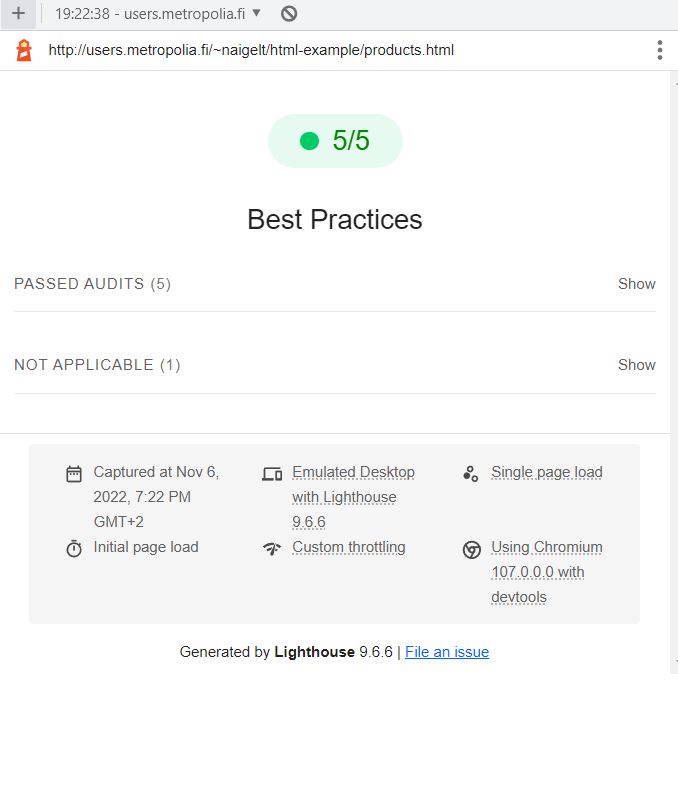 19:22:38 - users.metropolia.fi
http://users.metropolia.fi/~naigelt/html-example/products.html
5/5
Best Practices
PASSED AUDITS (5)
Show
NOT APPLICABLE (1)
Show
Captured at Nov 6,
2022, 7:22 PM
GMT+2
Emulated Desktop
with Lighthouse
9.6.6
Single page load
Initial page load
Custom throttling
Using Chromium
107.0.0.0 with
devtools
Generated by Lighthouse 9.6.6 | File an issue